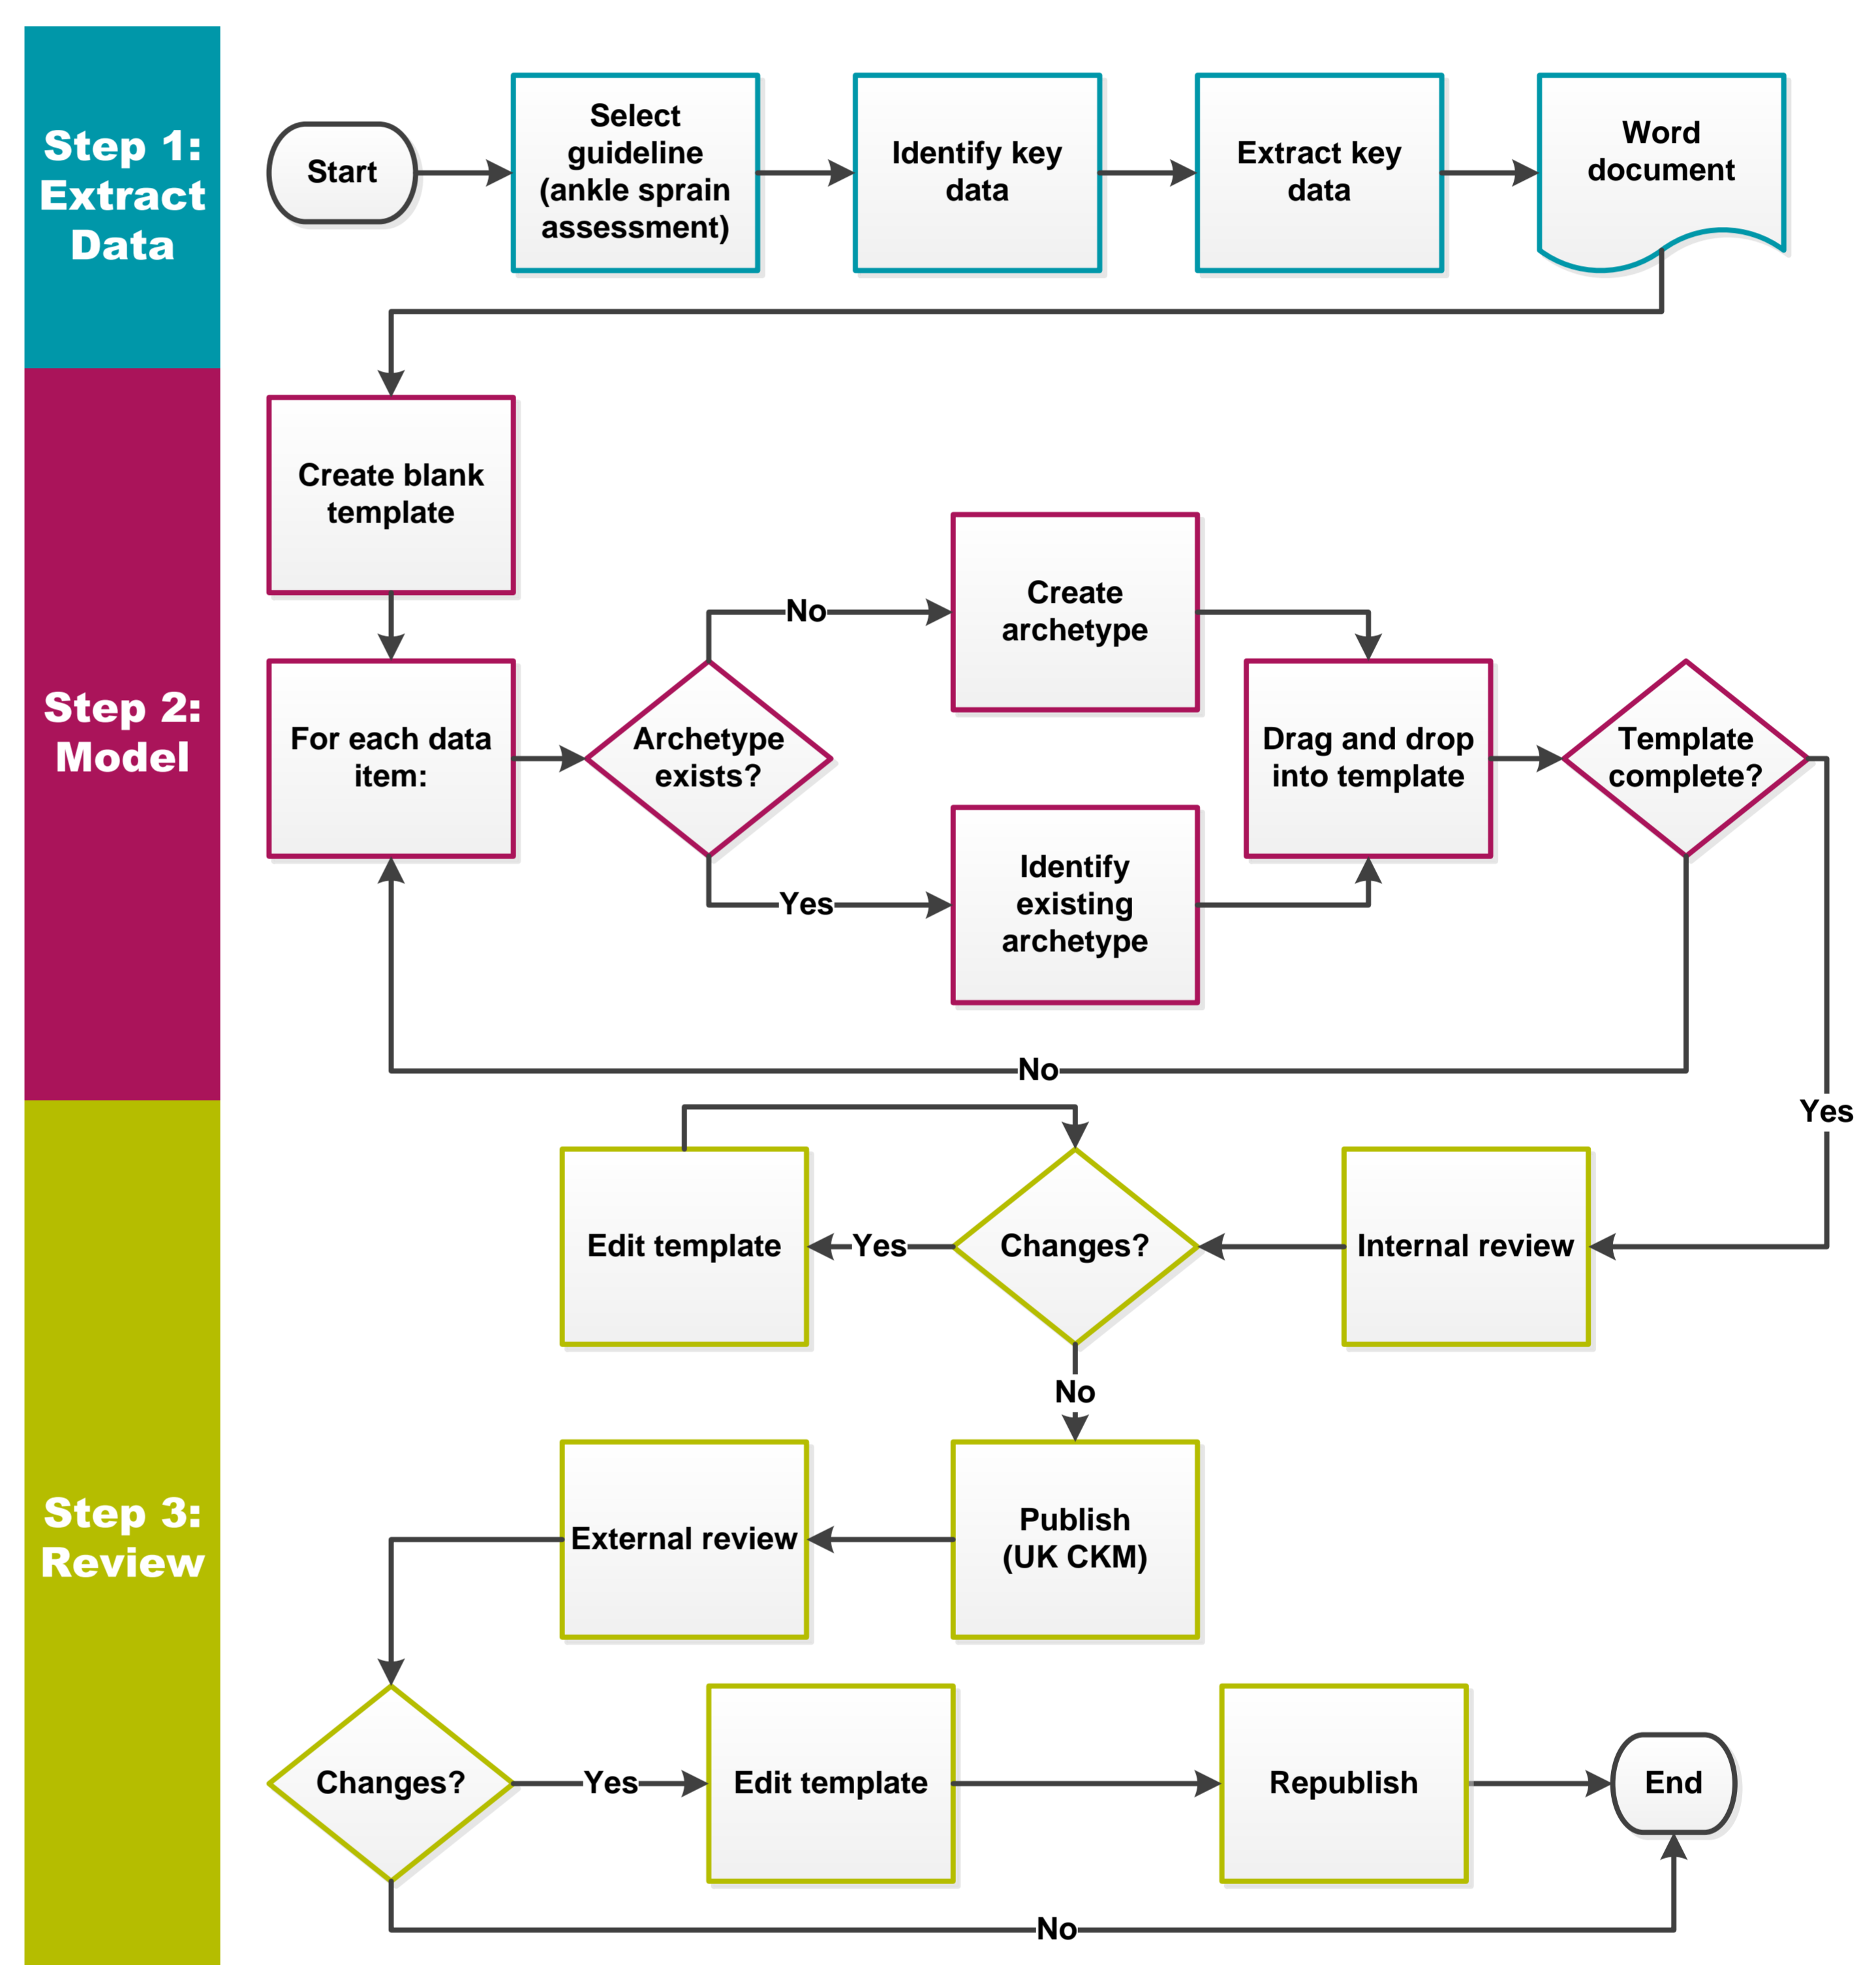 Step 1:
Extract
Data
Start
Select
guideline
(ankle sprain
assessment)
Identify key
data
Extract key
data
Word
document
Step 2:
Model
Create blank
template
For each data
item:
Archetype
exists?
No
Create
archetype
Yes
Identify
existing
archetype
Drag and drop
into template
Template
complete?
No
Yes
Step 3:
Review
Internal review
Changes?
Yes
Edit template
No
Publish
(UK CKM)
External review
Changes?
Yes
Edit template
Republish
End
No